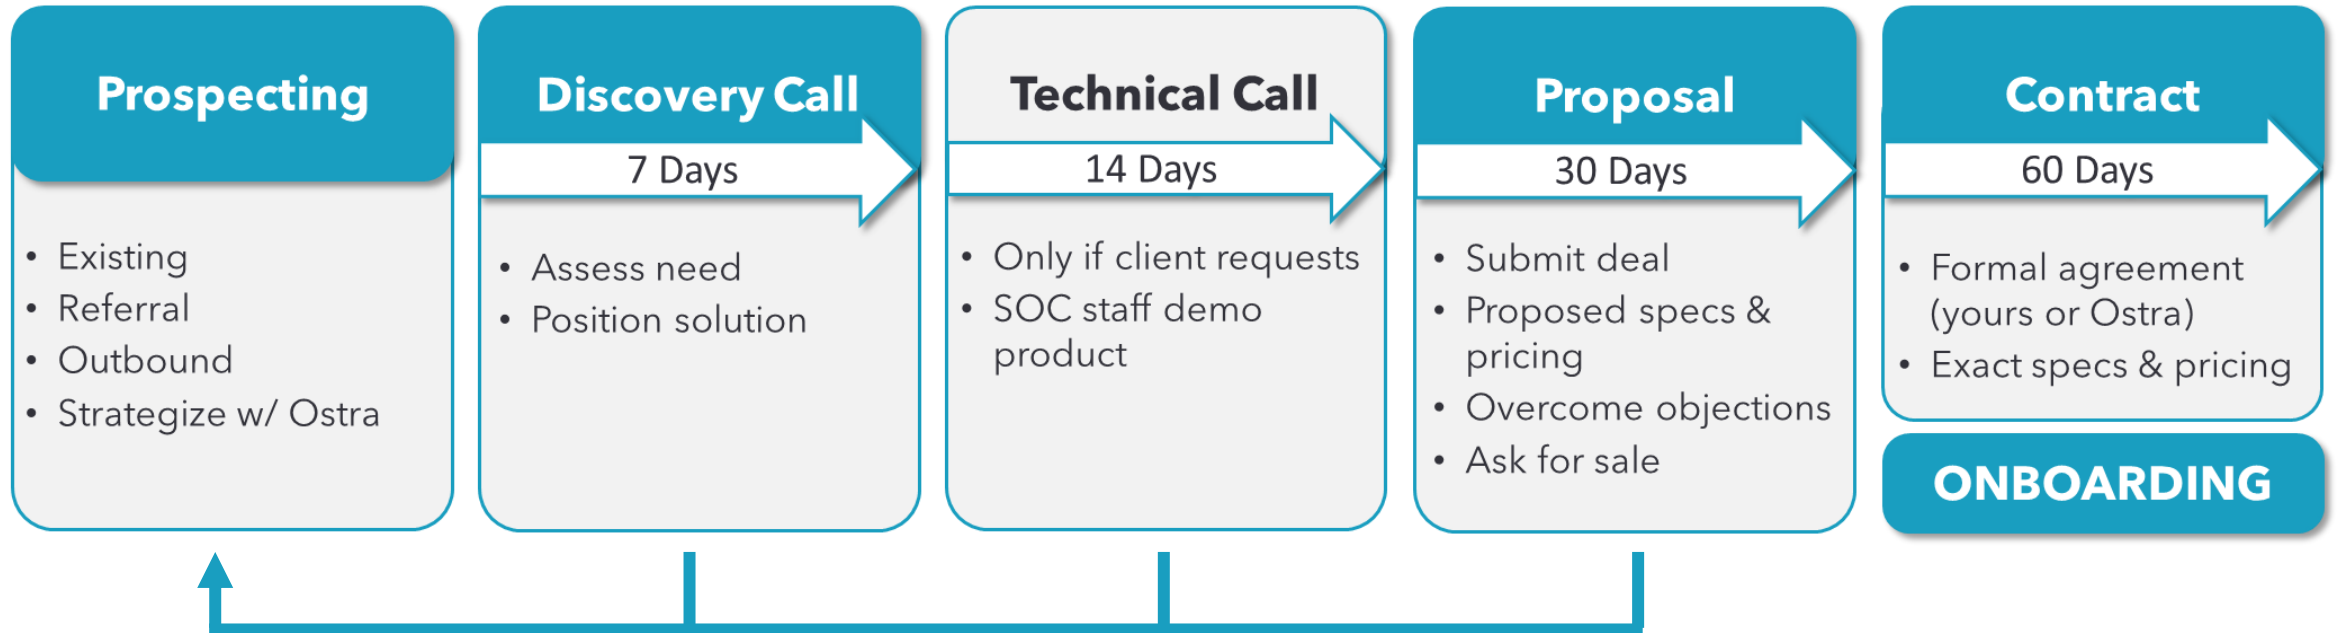 Prospecting
• Existing
• Referral
• Outbound
• Strategize w/ Ostra
Discovery Call
7 Days
• Assess need
• Position solution
Technical Call
14 Days
• Only if client requests
• SOC staff demo
product
Proposal
30 Days
• Submit deal
• Proposed specs &
pricing
• Overcome objections
• Ask for sale
Contract
60 Days
• Formal agreement
(yours or Ostra)
• Exact specs & pricing
ONBOARDING